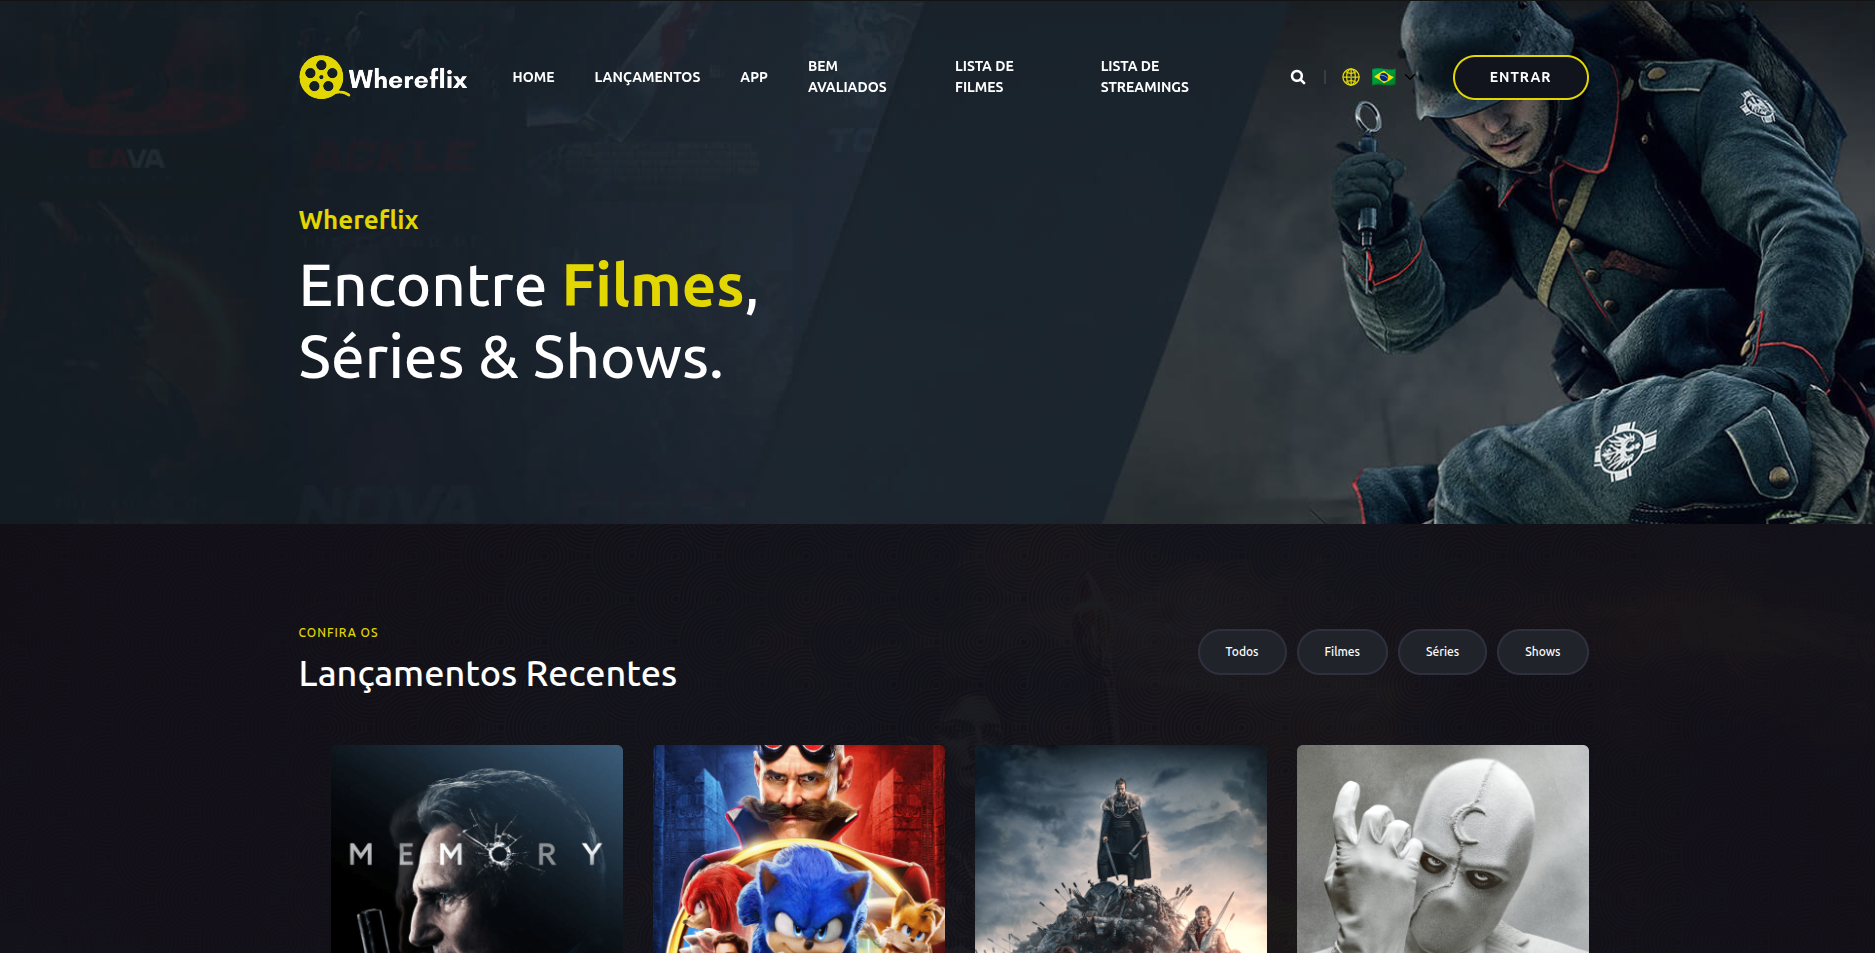 Whereflix
HOME
LANÇAMENTOS
APP
BEM
AVALIADOS
LISTA DE
FILMES
LISTA DE
STREAMINGS
ENTRAR
Whereflix
Encontre Filmes,
Séries & Shows.
NOVA
CONFIRA OS
Lançamentos Recentes
Todos
Filmes
Séries
Shows
MEMORY